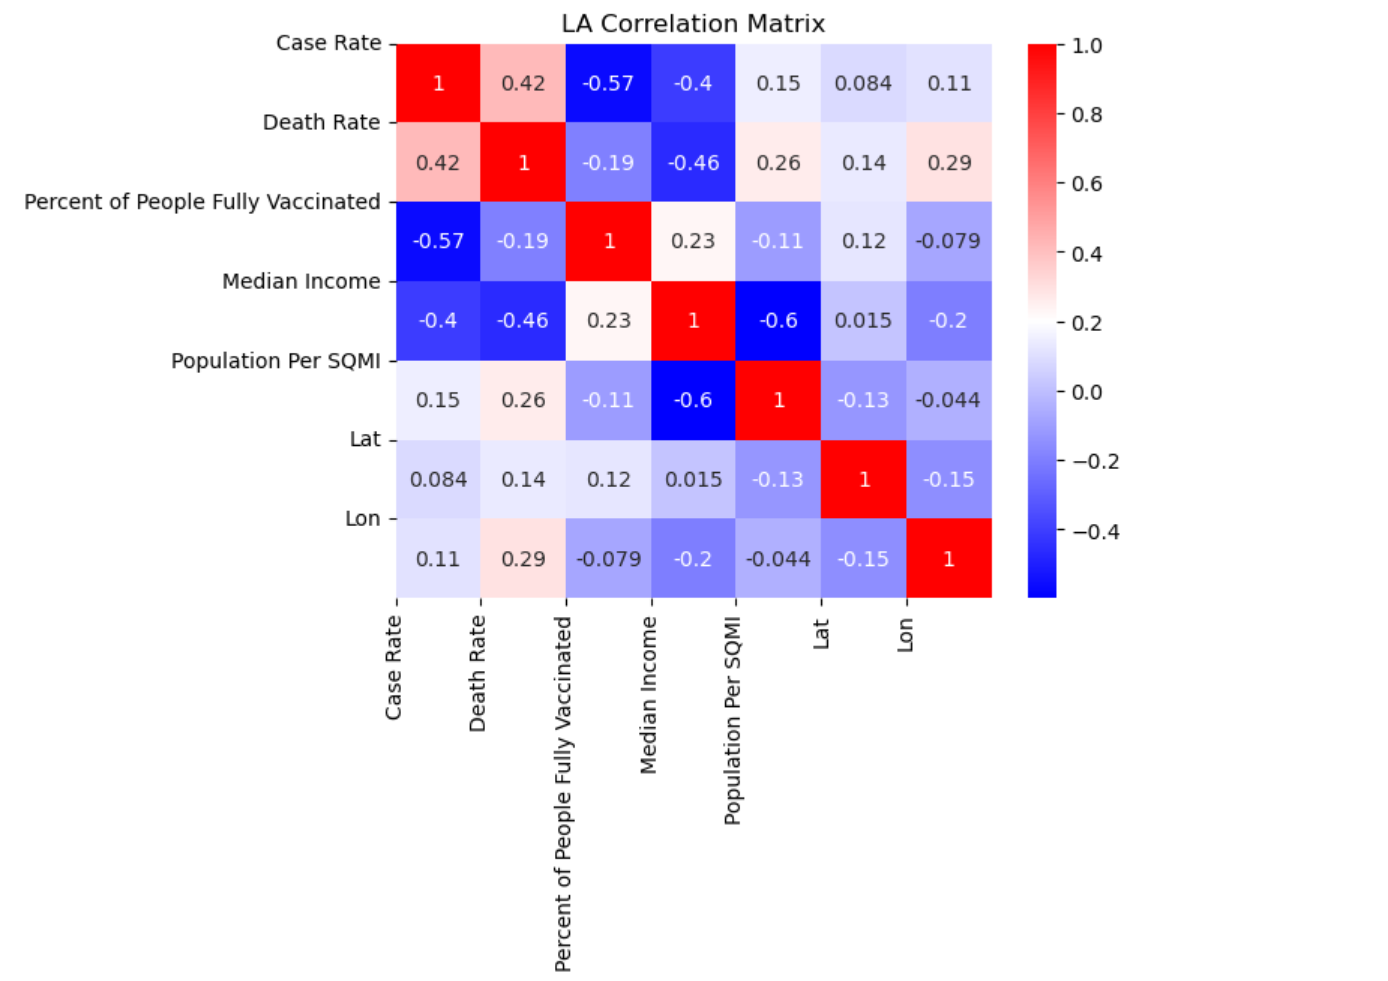 LA Correlation Matrix
Case Rate
1 0.42 -0.57 -0.4 0.15 0.084 0.11
Death Rate
0.42 1 -0.19 -0.46 0.26 0.14 0.29
Percent of People Fully Vaccinated
-0.57 -0.19 1 0.23 -0.11 0.12 -0.079
Median Income
-0.4 -0.46 0.23 1 -0.6 0.015 -0.2
Population Per SQMI
0.15 0.26 -0.11 -0.6 1 -0.13 -0.044
Lat
0.084 0.14 0.12 0.015 -0.13 1 -0.15
Lon
0.11 0.29 -0.079 -0.2 -0.044 -0.15 1
Case Rate
Death Rate
Percent of People Fully Vaccinated
Median Income
Population Per SQMI
Lat
Lon
1.0
0.8
0.6
0.4
0.2
0.0
−0.2
−0.4